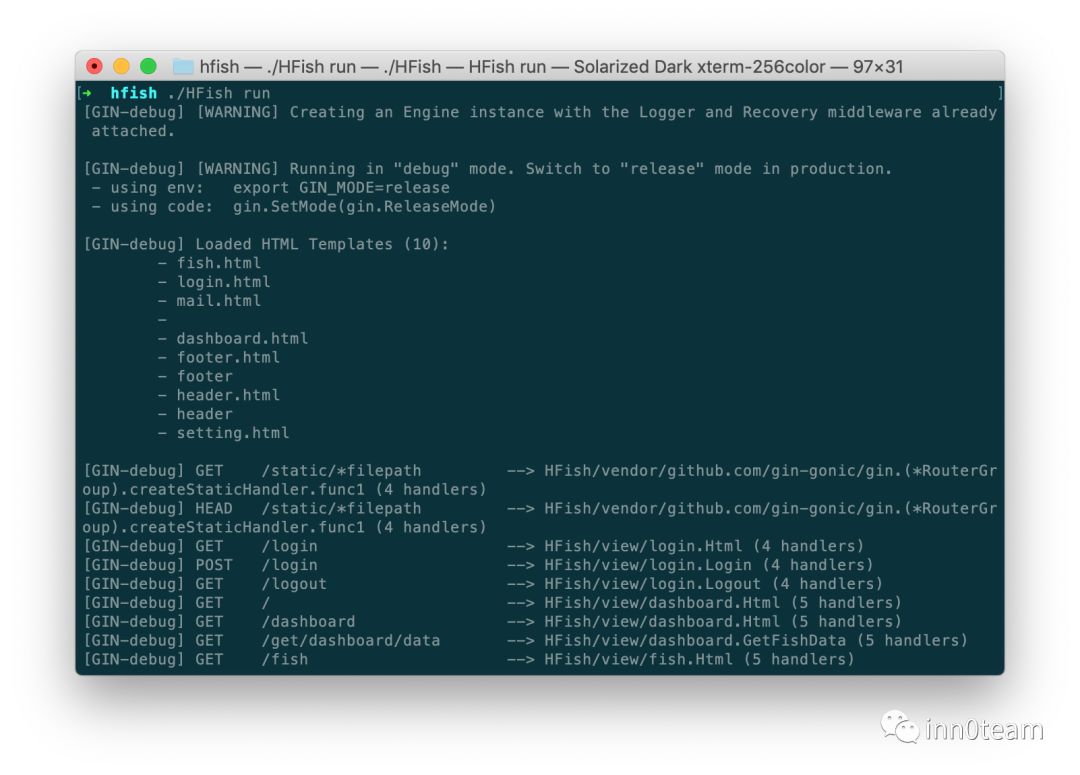 hfish — ./HFish run — ./HFish — HFish run — Solarized Dark xterm-256color — 97×31
[➜  hfish ./HFish run ]
[GIN-debug] [WARNING] Creating an Engine instance with the Logger and Recovery middleware already
 attached.
[GIN-debug] [WARNING] Running in "debug" mode. Switch to "release" mode in production.
 - using env:   export GIN_MODE=release
 - using code:  gin.SetMode(gin.ReleaseMode)
[GIN-debug] Loaded HTML Templates (10):
        - fish.html
        - login.html
        - mail.html
        -
        - dashboard.html
        - footer.html
        - footer
        - header.html
        - header
        - setting.html
[GIN-debug] GET    /static/*filepath         --> HFish/vendor/github.com/gin-gonic/gin.(*RouterGr
oup).createStaticHandler.func1 (4 handlers)
[GIN-debug] HEAD   /static/*filepath         --> HFish/vendor/github.com/gin-gonic/gin.(*RouterGr
oup).createStaticHandler.func1 (4 handlers)
[GIN-debug] GET    /login                    --> HFish/view/login.Html (4 handlers)
[GIN-debug] POST   /login                    --> HFish/view/login.Login (4 handlers)
[GIN-debug] GET    /logout                   --> HFish/view/login.Logout (4 handlers)
[GIN-debug] GET    /                         --> HFish/view/dashboard.Html (5 handlers)
[GIN-debug] GET    /dashboard                --> HFish/view/dashboard.Html (5 handlers)
[GIN-debug] GET    /get/dashboard/data       --> HFish/view/dashboard.GetFishData (5 handlers)
[GIN-debug] GET    /fish                     --> HFish/view/fish.Html (5 handlers)
inn0team